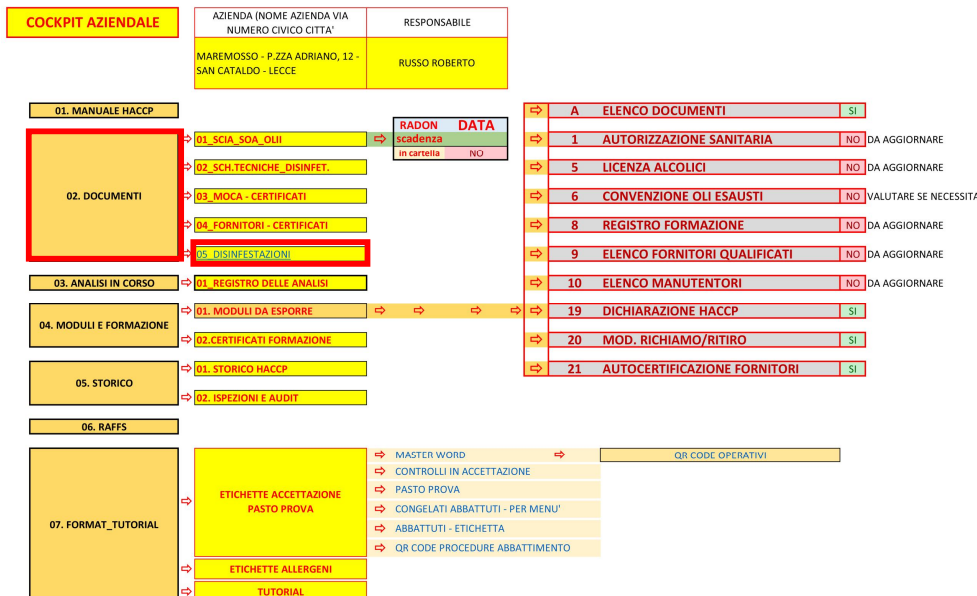 COCKPIT AZIENDALE
AZIENDA (NOME AZIENDA VIA
NUMERO CIVICO CITTA'
RESPONSABILE
MAREMOSSO - P.ZZA ADRIANO, 12 -
SAN CATALDO - LECCE
RUSSO ROBERTO
01. MANUALE HACCP
A ELENCO DOCUMENTI SI
RADON DATA
01_SCIA_SOA_OLII
scadenza
1 AUTORIZZAZIONE SANITARIA NO DA AGGIORNARE
in cartella NO
02_SCH.TECNICHE_DISINFET.
5 LICENZA ALCOLICI NO DA AGGIORNARE
02. DOCUMENTI
03_MOCA - CERTIFICATI
6 CONVENZIONE OLI ESAUSTI NO VALUTARE SE NECESSITA
04_FORNITORI - CERTIFICATI
8 REGISTRO FORMAZIONE NO DA AGGIORNARE
05_DISINFESTAZIONI
9 ELENCO FORNITORI QUALIFICATI NO DA AGGIORNARE
03. ANALISI IN CORSO
01_REGISTRO DELLE ANALISI
10 ELENCO MANUTENTORI NO DA AGGIORNARE
04. MODULI E FORMAZIONE
01. MODULI DA ESPORRE
19 DICHIARAZIONE HACCP SI
02.CERTIFICATI FORMAZIONE
20 MOD. RICHIAMO/RITIRO SI
05. STORICO
01. STORICO HACCP
21 AUTOCERTIFICAZIONE FORNITORI SI
02. ISPEZIONI E AUDIT
06. RAFFS
07. FORMAT_TUTORIAL
ETICHETTE ACCETTAZIONE
PASTO PROVA
MASTER WORD
QR CODE OPERATIVI
CONTROLLI IN ACCETTAZIONE
PASTO PROVA
CONGELATI ABBATTUTI - PER MENU'
ABBATTUTI - ETICHETTA
QR CODE PROCEDURE ABBATTIMENTO
ETICHETTE ALLERGENI
TUTORIAL